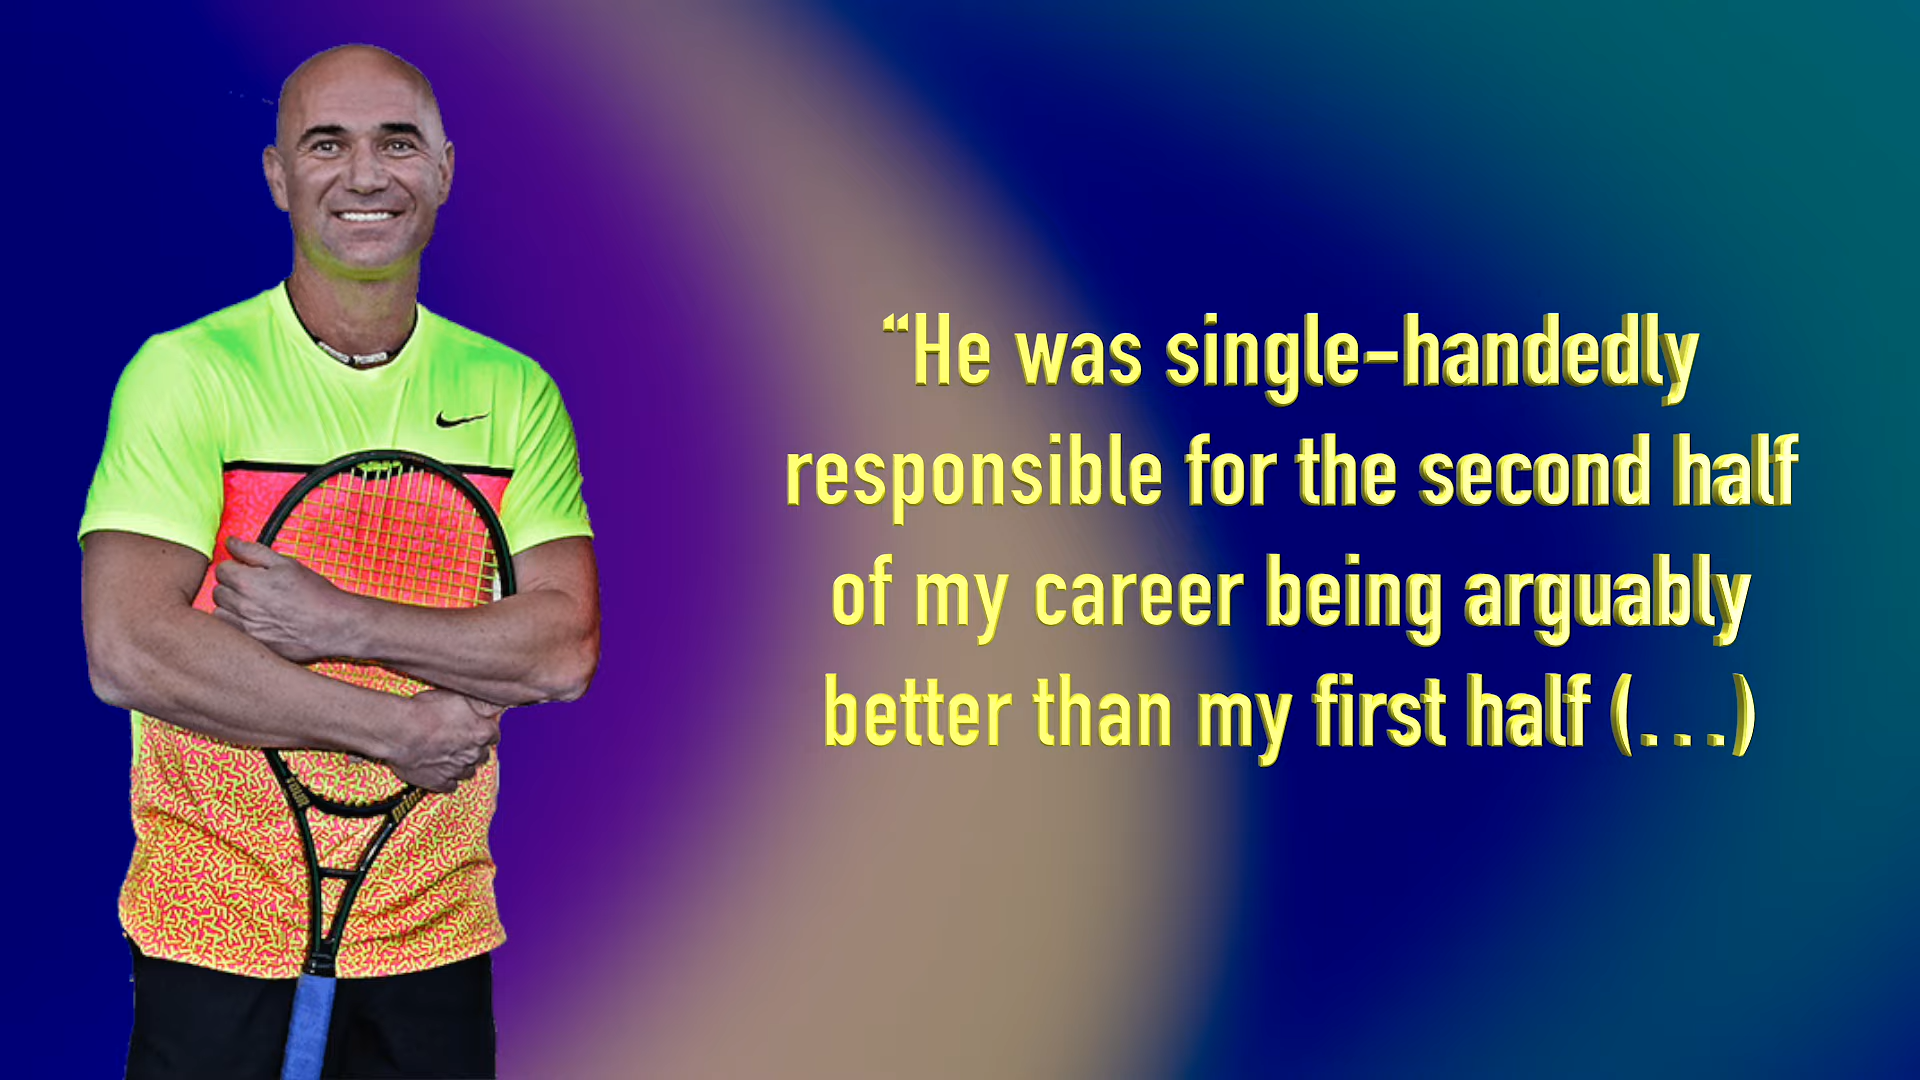 “He was single-handedly
responsible for the second half
of my career being arguably
better than my first half (...)
prince